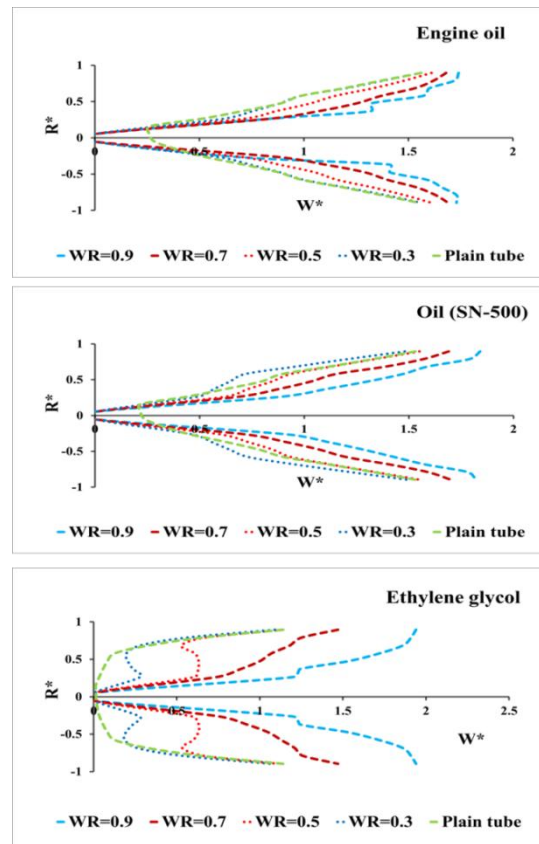 Engine oil
1
0.5
R*
0
0 0.5 1 1.5 2
-0.5
W*
-1
WR=0.9 WR=0.7 WR=0.5 WR=0.3 Plain tube
Oil (SN-500)
1
0.5
R*
0
0 0.5 1 1.5 2
-0.5
W*
-1
WR=0.9 WR=0.7 WR=0.5 WR=0.3 Plain tube
Ethylene glycol
1
0.5
R*
0
0 0.5 1 1.5 2 2.5
-0.5
W*
-1
WR=0.9 WR=0.7 WR=0.5 WR=0.3 Plain tube